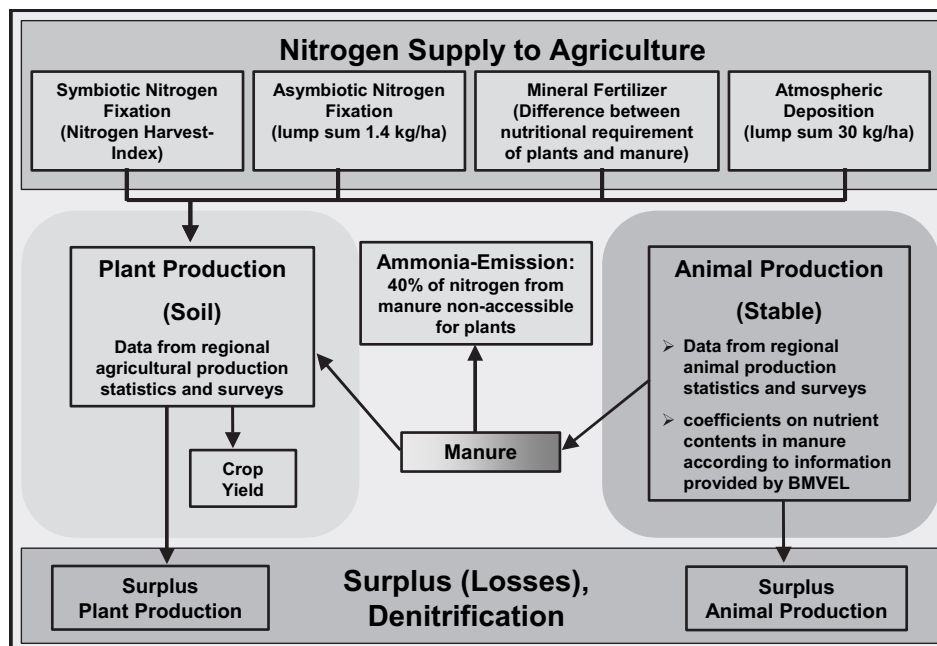 Nitrogen Supply to Agriculture
Symbiotic Nitrogen
Fixation
(Nitrogen Harvest-
Index)
Asymbiotic Nitrogen
Fixation
(lump sum 1.4 kg/ha)
Mineral Fertilizer
(Difference between
nutritional requirement
of plants and manure)
Atmospheric
Deposition
(lump sum 30 kg/ha)
Plant Production
(Soil)
Data from regional
agricultural production
statistics and surveys
Ammonia-Emission:
40% of nitrogen from
manure non-accessible
for plants
Animal Production
(Stable)
➢ Data from regional
animal production
statistics and surveys
➢ coefficients on nutrient
contents in manure
according to information
provided by BMVEL
Manure
Crop
Yield
Surplus
Plant Production
Surplus (Losses),
Denitrification
Surplus
Animal Production